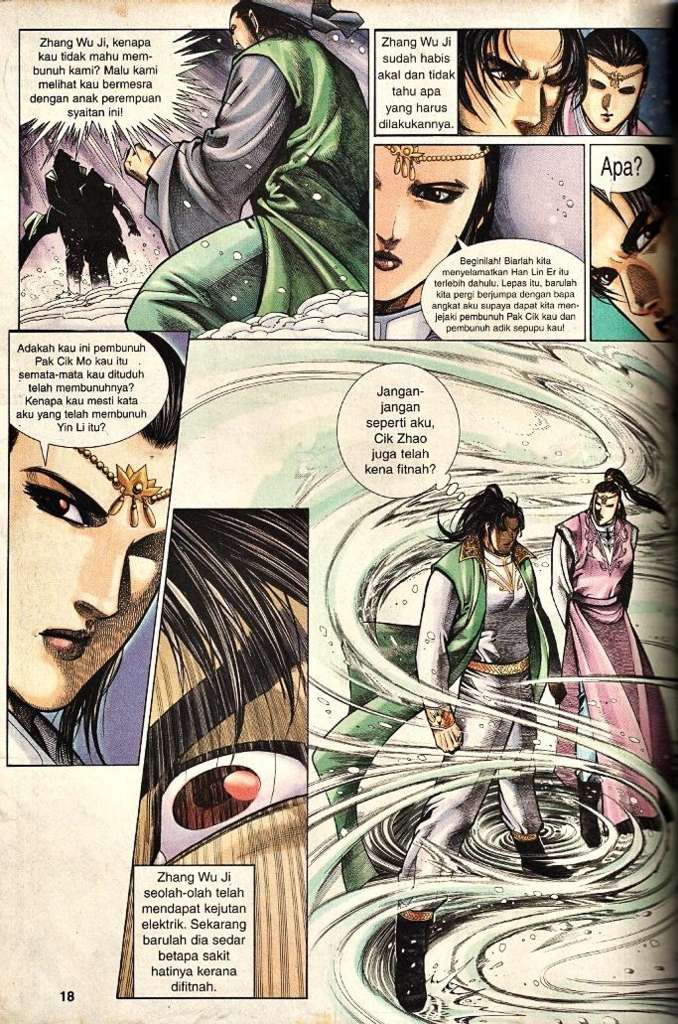 Zhang Wu Ji, kenapa
kau tidak mahu mem-
bunuh kami? Malu kami
melihat kau bermesra
dengan anak perempuan
syaitan ini!
Zhang Wu Ji
sudah habis
akal dan tidak
tahu apa
yang harus
dilakukannya.
Beginilah! Biarlah kita
menyelamatkan Han Lin Er itu
terlebih dahulu. Lepas itu, barulah
kita pergi berjumpa dengan bapa
angkat aku supaya dapat kita men-
jejaki pembunuh Pak Cik kau dan
pembunuh adik sepupu kau!
Apa?
Adakah kau ini pembunuh
Pak Cik Mo kau itu
semata-mata kau dituduh
telah membunuhnya?
Kenapa kau mesti kata
aku yang telah membunuh
Yin Li itu?
Jangan-
jangan
seperti aku,
Cik Zhao
juga telah
kena fitnah?
Zhang Wu Ji
seolah-olah telah
mendapat kejutan
elektrik. Sekarang
barulah dia sedar
betapa sakit
hatinya kerana
difitnah.
18